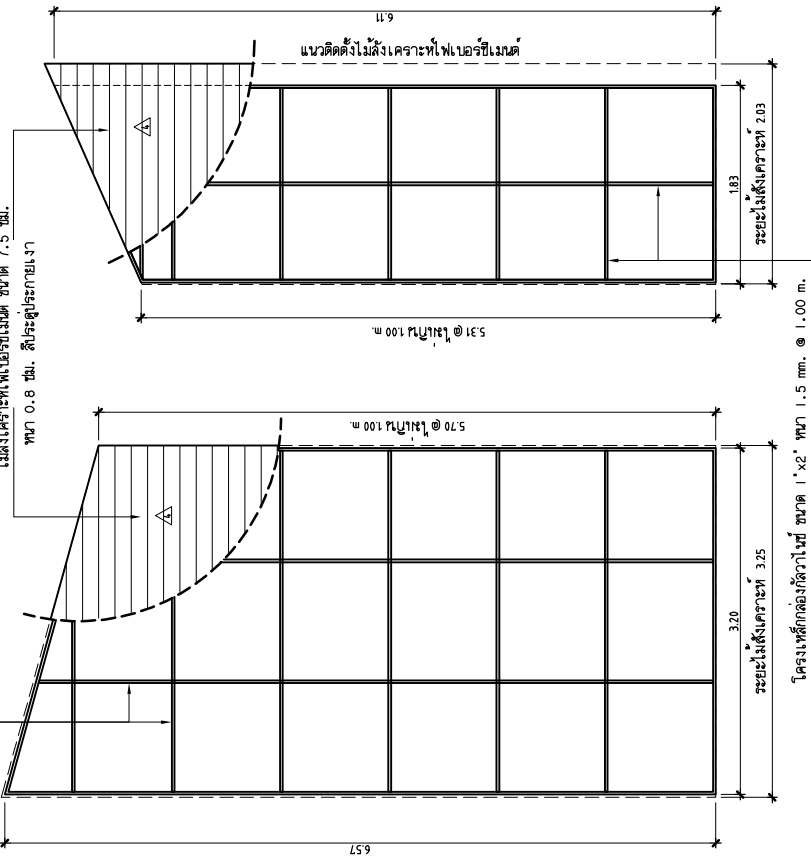 ไม้สังเคราะห์ไฟเบอร์ซีเมนต์ ขนาด 7.5 ซม.
หนา 0.8 ซม. สีประดู่ประกายเงา
6.11
แนวติดตั้งไม้สังเคราะห์ไฟเบอร์ซีเมนต์
4
1.83
ระยะไม้สังเคราะห์ 2.03
5.31 @ ไม่เกิน 1.00 m.
5.70 @ ไม่เกิน 1.00 m.
4
3.20
ระยะไม้สังเคราะห์ 3.25
6.57
โครงเหล็กกล่องกัลวาไนซ์ ขนาด 1"x2" หนา 1.5 mm. @ 1.00 m.